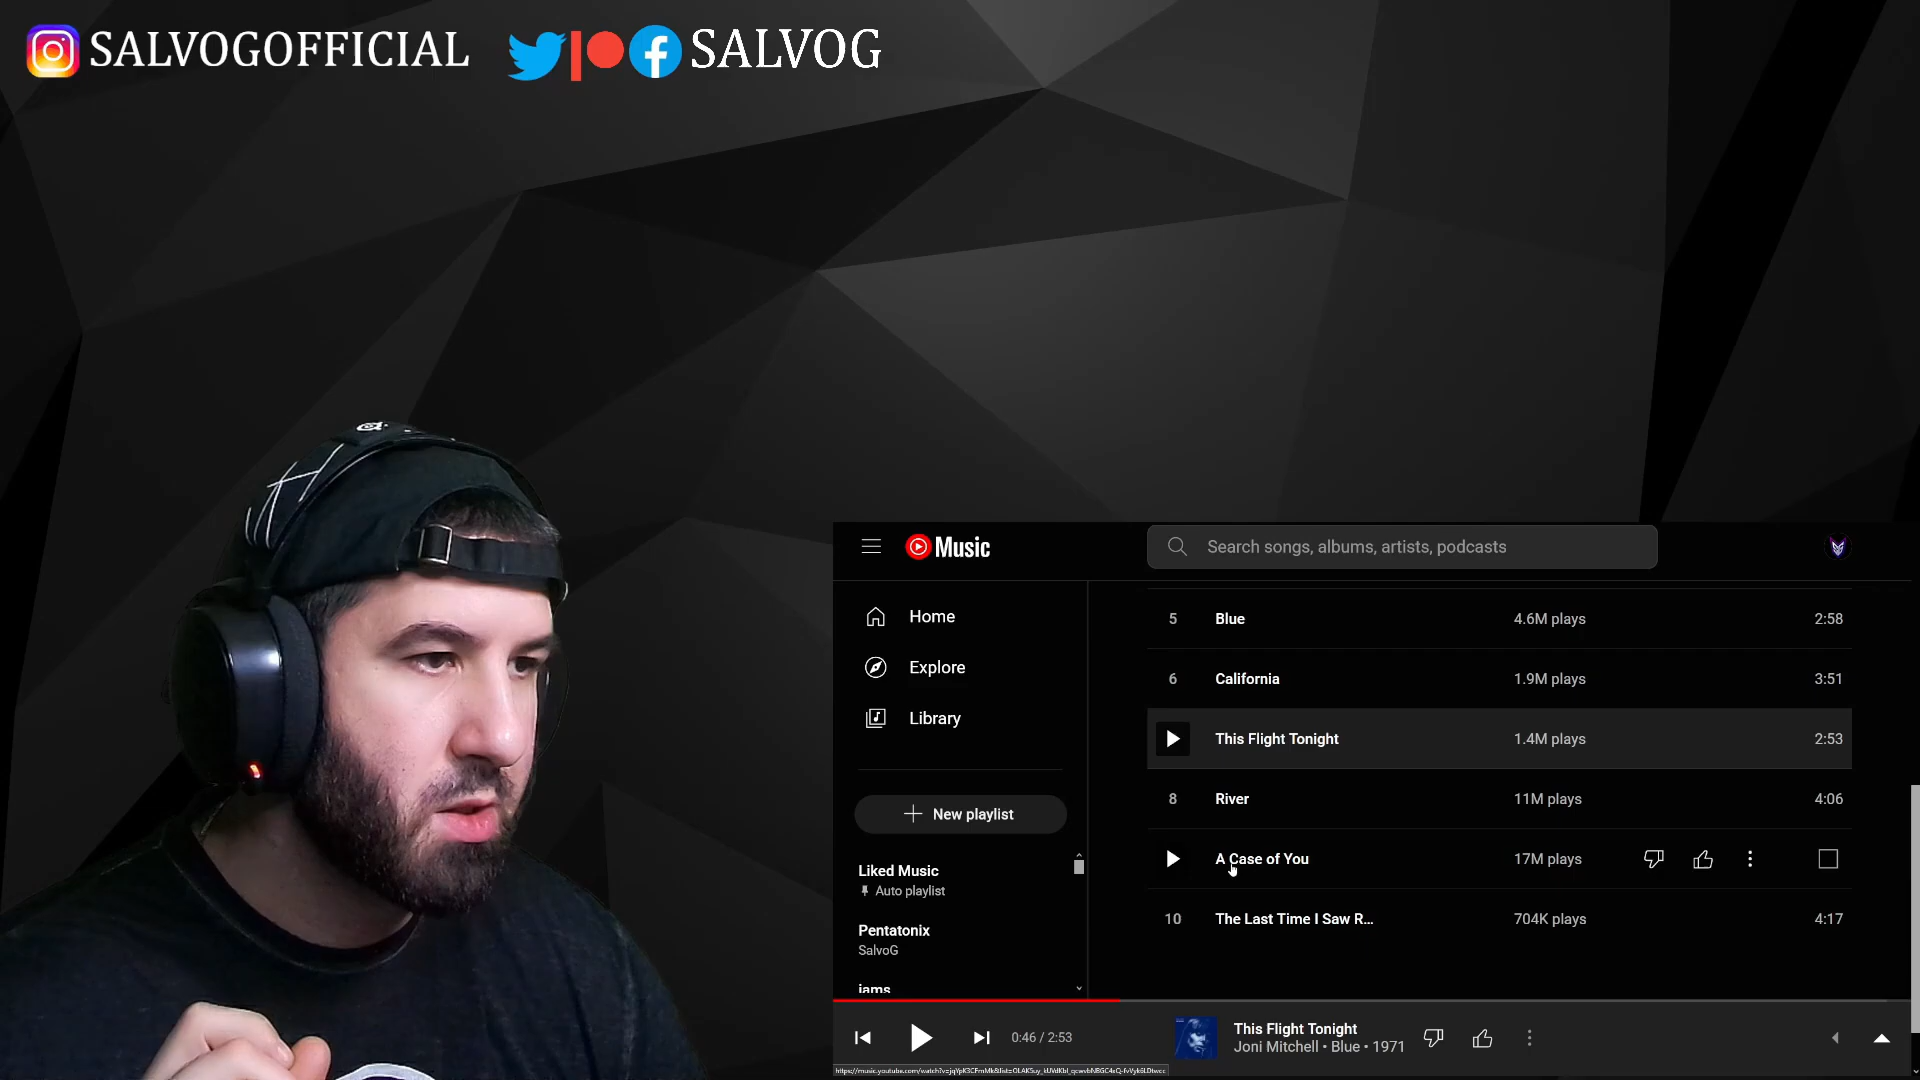 SALVOGOFFICIAL SALVOG
Music
Search songs, albums, artists, podcasts
Home
Explore
Library
New playlist
Liked Music
Auto playlist
Pentatonix
SalvoG
iams
5 Blue 4.6M plays 2:58
6 California 1.9M plays 3:51
This Flight Tonight 1.4M plays 2:53
8 River 11M plays 4:06
A Case of You 17M plays
10 The Last Time I Saw R... 704K plays 4:17
0:46 / 2:53
This Flight Tonight
Joni Mitchell • Blue • 1971